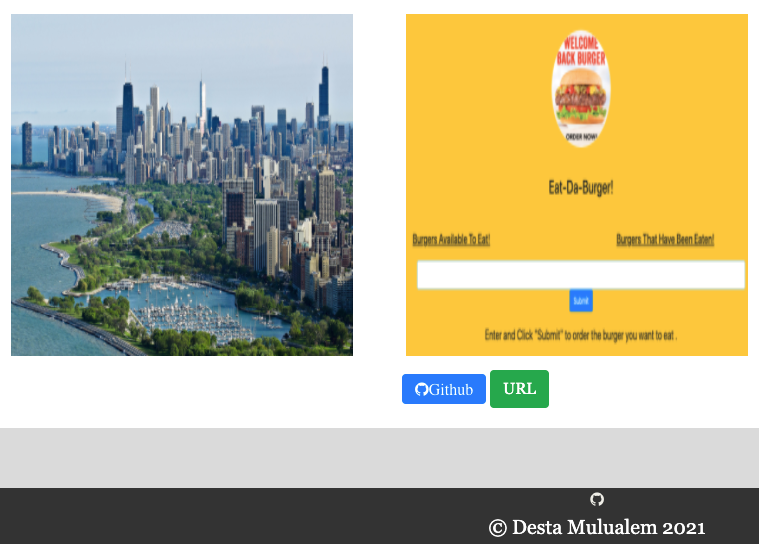 WELCOME
BACK BURGER
ORDER NOW!
Eat-Da-Burger!
Burgers Available To Eat!
Burgers That Have Been Eaten!
Submit
Enter and Click "Submit" to order the burger you want to eat .
Github
URL
© Desta Mulualem 2021